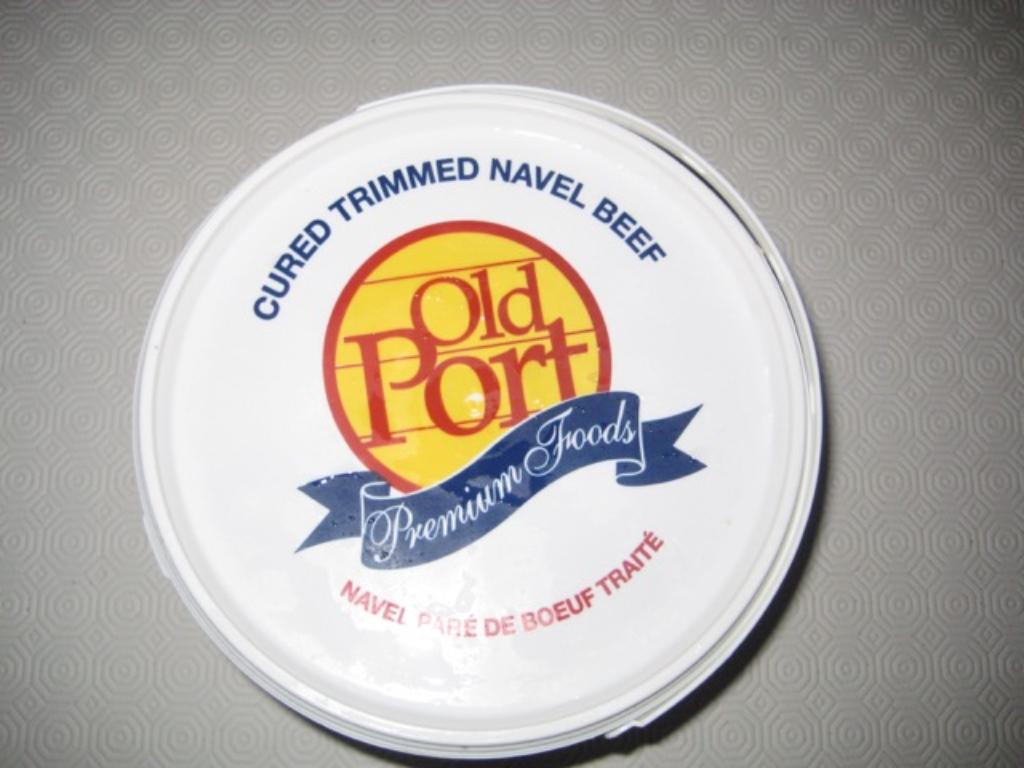 CURED TRIMMED NAVEL BEEF
Old
Port
Premium Foods
NAVEL PARÉ DE BOEUF TRAITÉ